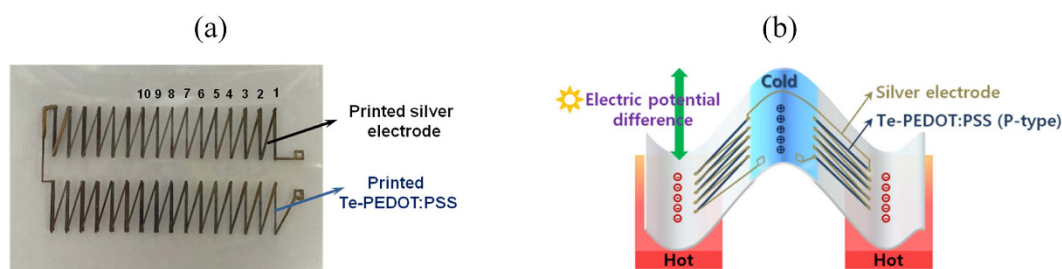 (a)
10 9 8 7 6 5 4 3 2 1
Printed silver
electrode
Printed
Te-PEDOT:PSS
(b)
Cold
Electric potential
difference
Silver electrode
Te-PEDOT:PSS (P-type)
⊕
⊕
⊕
⊕
⊕
⊖
⊖
⊖
⊖
⊖
⊖
⊖
⊖
⊖
⊖
Hot
Hot